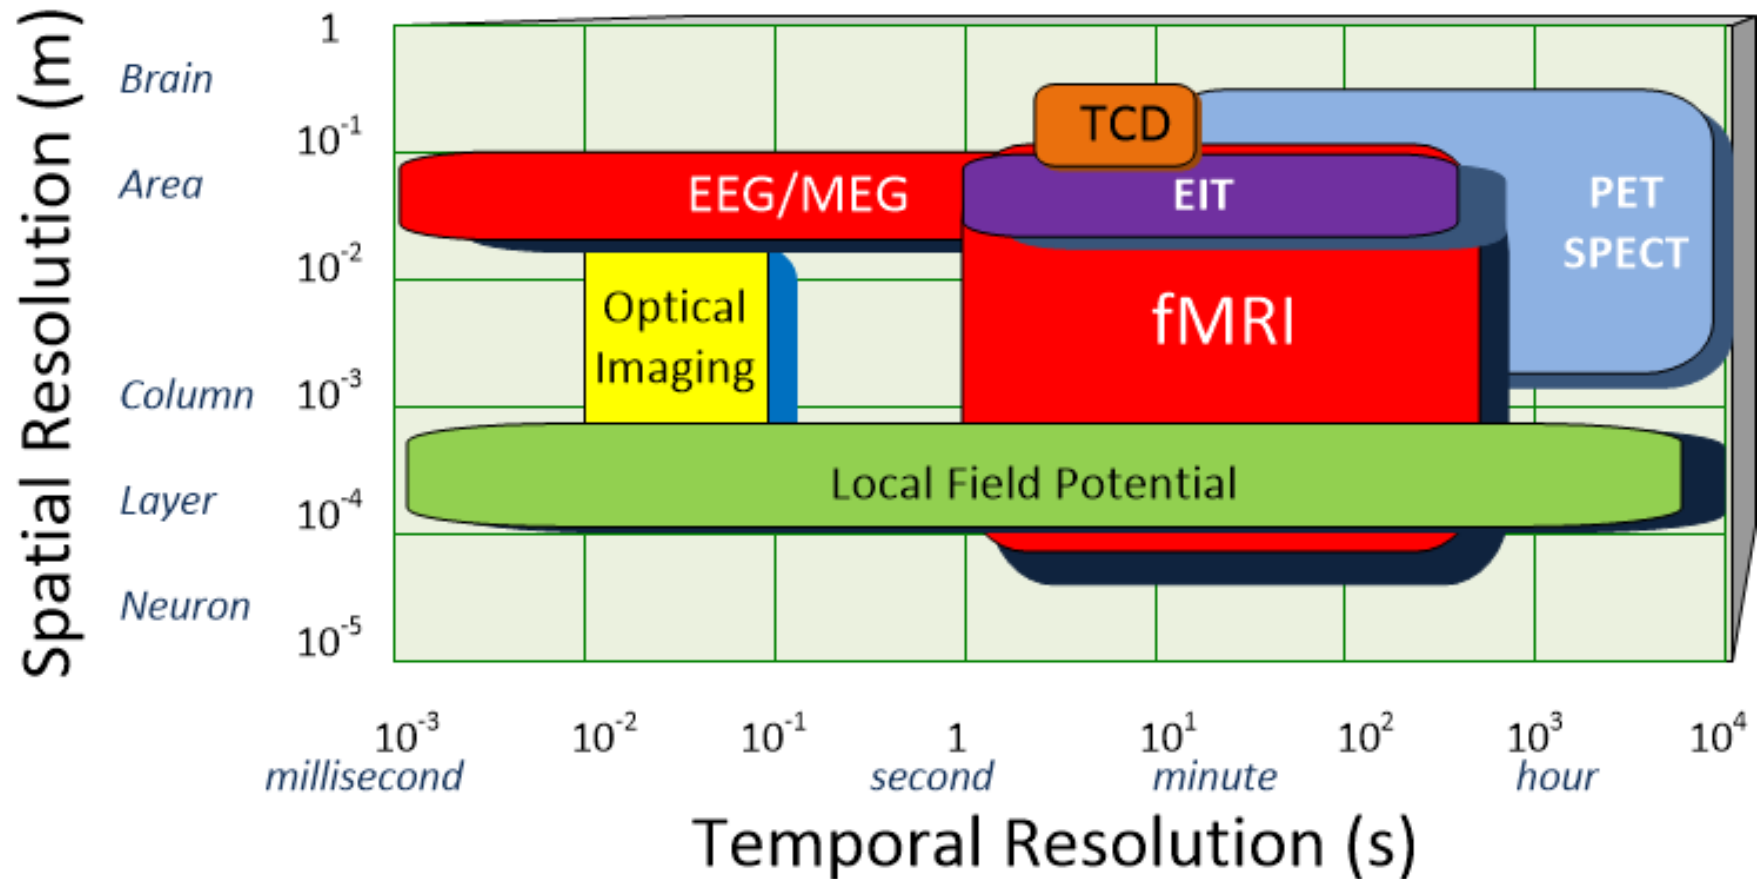 Spatial Resolution (m)
1
Brain
10⁻¹
Area
10⁻²
Column
10⁻³
Layer
10⁻⁴
Neuron
10⁻⁵
TCD
EEG/MEG
EIT
PET
SPECT
Optical
Imaging
fMRI
Local Field Potential
10⁻³ 10⁻² 10⁻¹ 1 10¹ 10² 10³ 10⁴
millisecond second minute hour
Temporal Resolution (s)